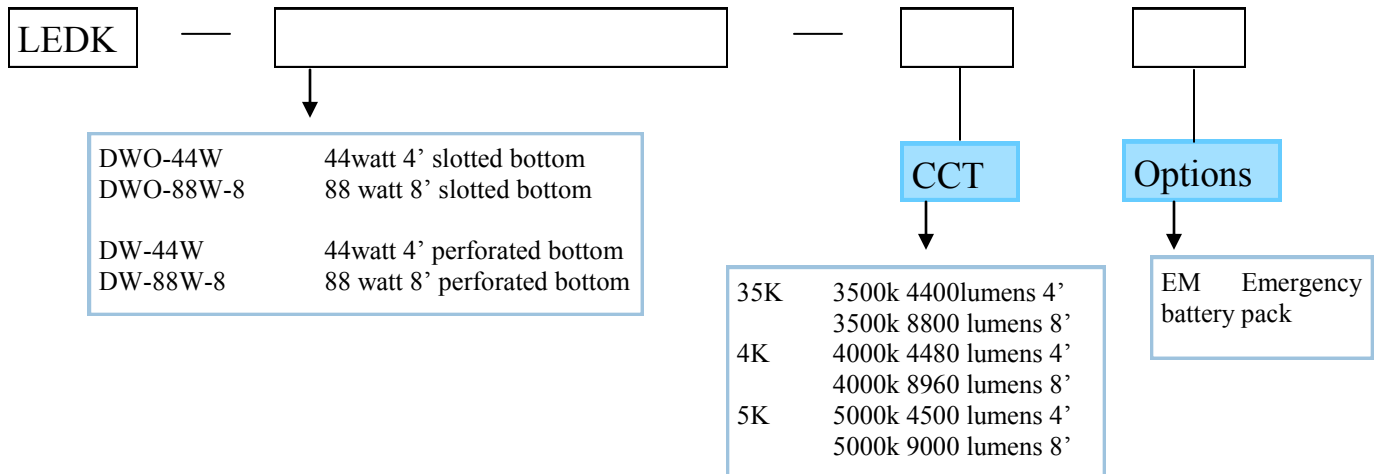 LEDK — —
DWO-44W 44watt 4’ slotted bottom
DWO-88W-8 88 watt 8’ slotted bottom
DW-44W 44watt 4’ perforated bottom
DW-88W-8 88 watt 8’ perforated bottom
CCT
35K 3500k 4400lumens 4’
3500k 8800 lumens 8’
4K 4000k 4480 lumens 4’
4000k 8960 lumens 8’
5K 5000k 4500 lumens 4’
5000k 9000 lumens 8’
Options
EM Emergency
battery pack